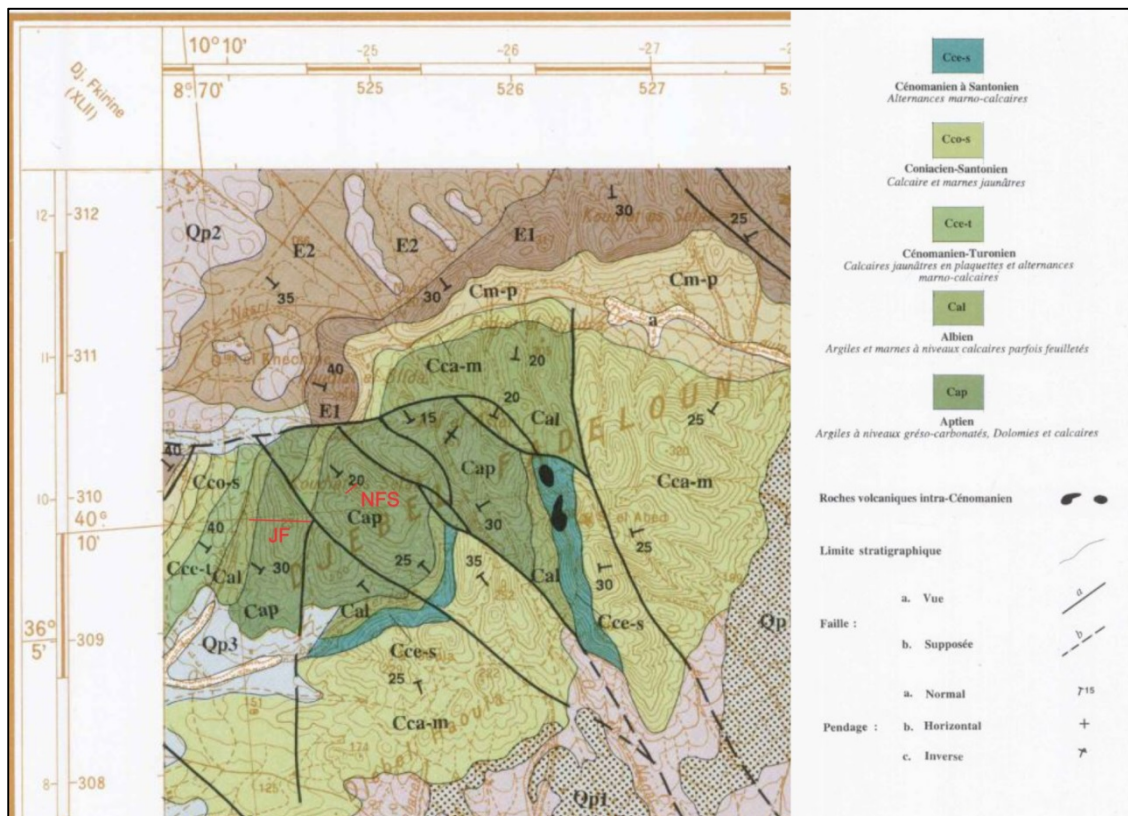 10° 10'
-25
-26
-27
8°70'
525
526
527
Dj. Fkirine
(XLII)
12
312
11
311
10
310
40°
10'
36°
5'
309
8
308
Qp2
E2
E2
E1
30
25
35
30
Cm-p
Cm-p
a
40
E1
Cca-m
20
20
15
Cal
25
40
Cco-s
20
NFS
Cap
Cap
Cca-m
40
JF
30
25
Cce-t
Cal
30
25
35
30
Cap
Cal
Cal
Qp3
Cce-s
Cce-s
25
Cca-m
Qp1
DJEBEL FADELOUN
Cce-s
Cénomanien à Santonien
Alternances marno-calcaires
Cco-s
Coniacien-Santonien
Calcaire et marnes jaunâtres
Cce-t
Cénomanien-Turonien
Calcaires jaunâtres en plaquettes et alternances
marno-calcaires
Cal
Albien
Argiles et marnes à niveaux calcaires parfois feuilletés
Cap
Aptien
Argiles à niveaux gréso-carbonatés, Dolomies et calcaires
Roches volcaniques intra-Cénomanien
Limite stratigraphique
Faille :
a. Vue
a
b. Supposée
b
Pendage :
a. Normal
15
b. Horizontal
c. Inverse